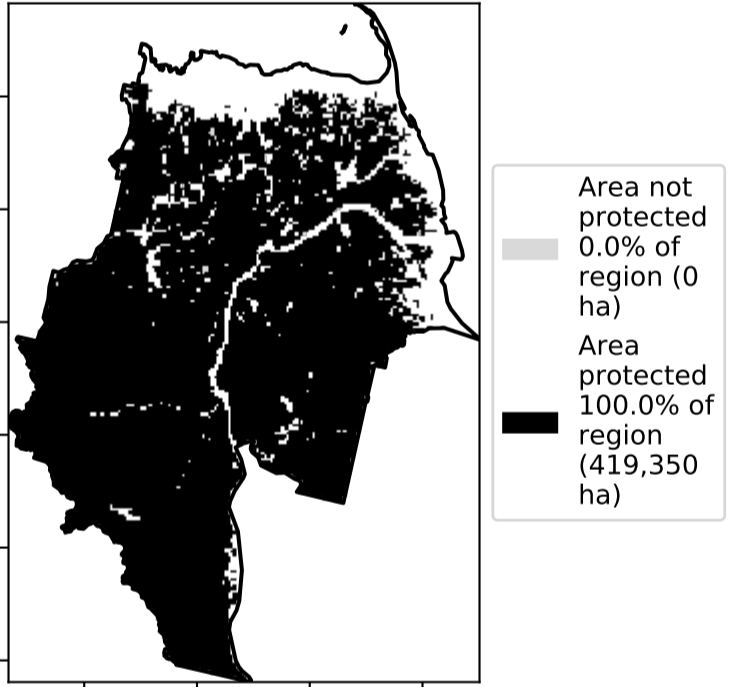 Area not
protected
0.0% of
region (0
ha)
Area
protected
100.0% of
region
(419,350
ha)